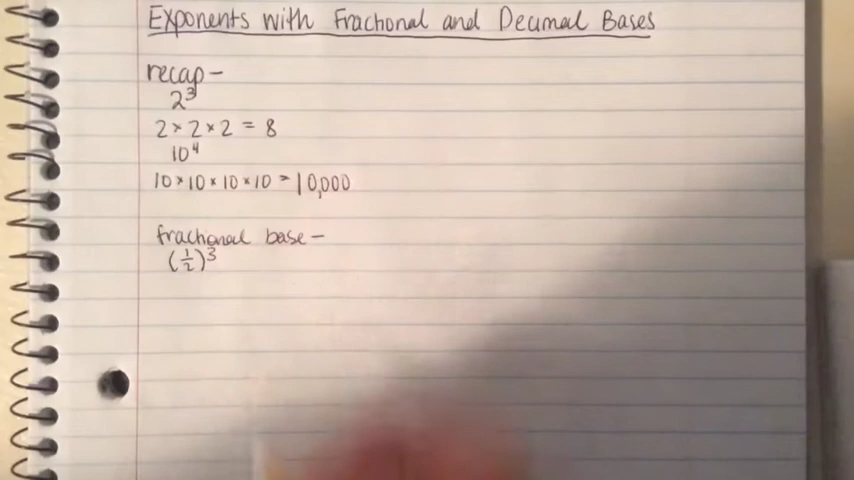 Exponents with Fractional and Decimal Bases
recap-
2³
2 × 2 × 2 = 8
10⁴
10 × 10 × 10 × 10 = 10,000
fractional base-
(1/2)³